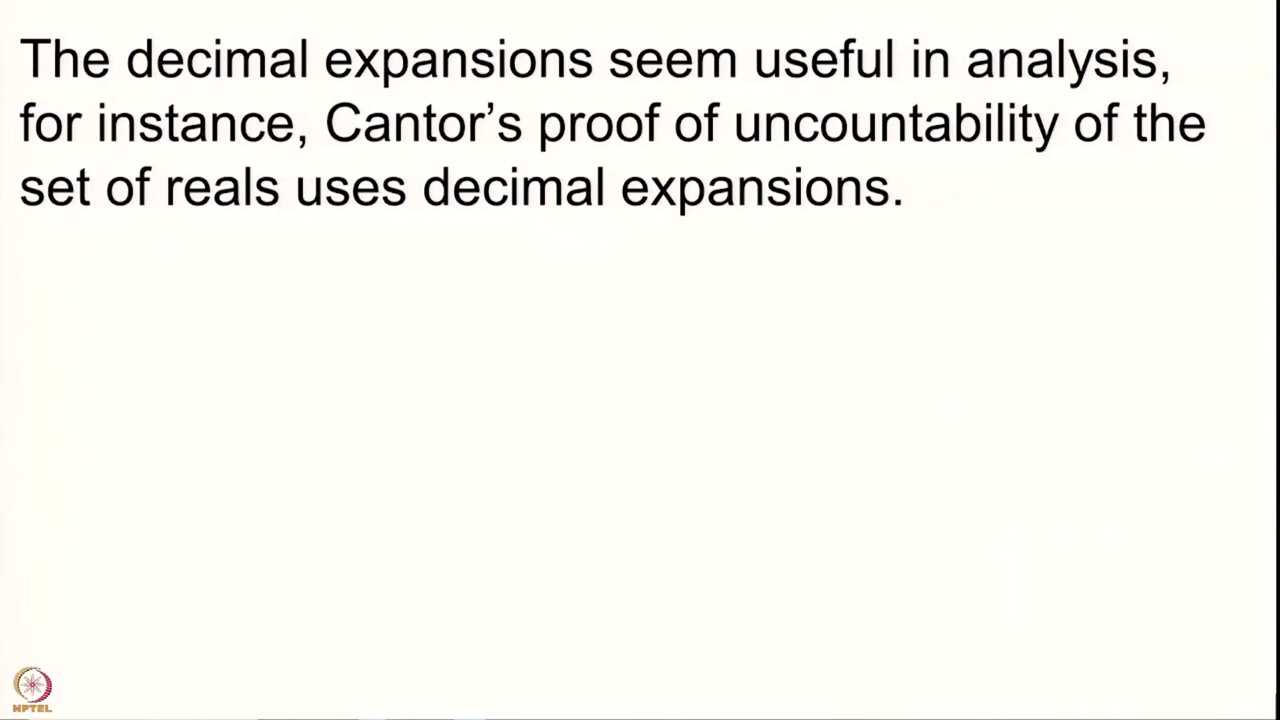 The decimal expansions seem useful in analysis,
for instance, Cantor’s proof of uncountability of the
set of reals uses decimal expansions.
NPTEL